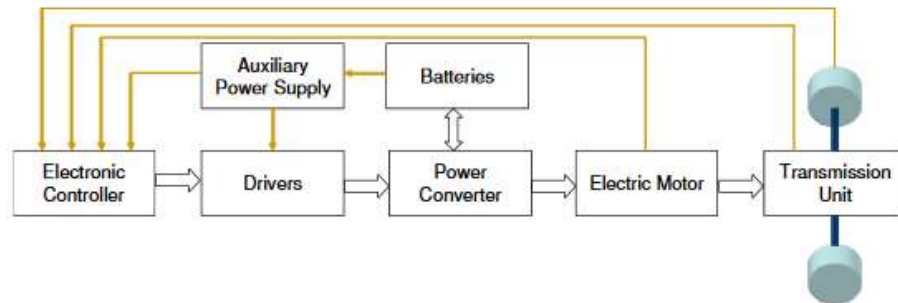 Auxiliary
Power Supply
Batteries
Electronic
Controller
Drivers
Power
Converter
Electric Motor
Transmission
Unit